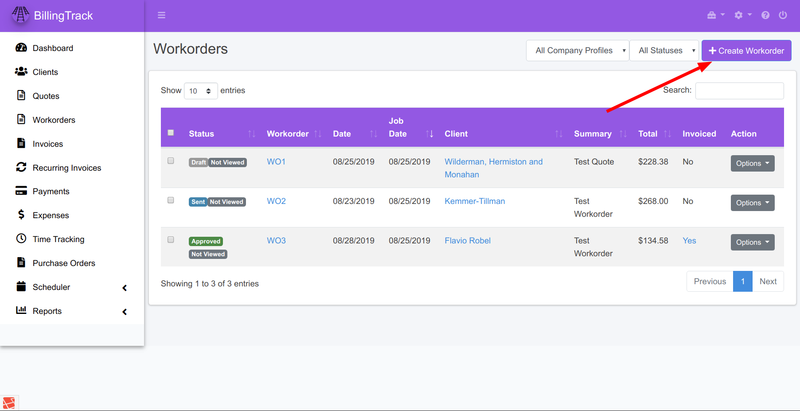 BillingTrack
Dashboard
Clients
Quotes
Workorders
Invoices
Recurring Invoices
Payments
Expenses
Time Tracking
Purchase Orders
Scheduler
Reports
Workorders
All Company Profiles
All Statuses
Create Workorder
Show 10 entries
Search:
Status Workorder Date Job Date Client Summary Total Invoiced Action
Draft Not Viewed WO1 08/25/2019 08/25/2019 Wilderman, Hermiston and Monahan Test Quote $228.38 No Options
Sent Not Viewed WO2 08/23/2019 08/25/2019 Kemmer-Tillman Test Workorder $268.00 No Options
Approved Not Viewed WO3 08/28/2019 08/25/2019 Flavio Robel Test Workorder $134.58 Yes Options
Showing 1 to 3 of 3 entries
Previous 1 Next